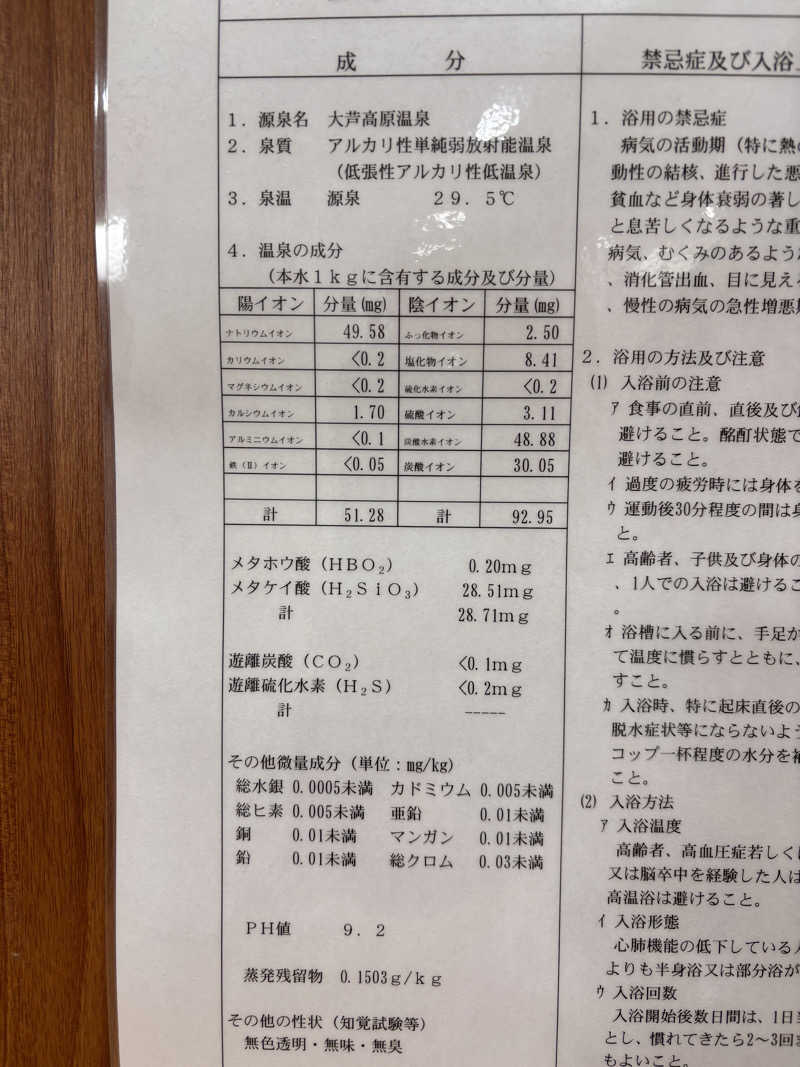 成　分
1．源泉名　大芦高原温泉
2．泉質　アルカリ性単純弱放射能温泉
（低張性アルカリ性低温泉）
3．泉温　源泉　29．5℃
4．温泉の成分
（本水1kgに含有する成分及び分量）
陽イオン　分量(mg)　陰イオン　分量(mg)
ナトリウムイオン　49.58　ふっ化物イオン　2.50
カリウムイオン　<0.2　塩化物イオン　8.41
マグネシウムイオン　<0.2　硫化水素イオン　<0.2
カルシウムイオン　1.70　硫酸イオン　3.11
アルミニウムイオン　<0.1　炭酸水素イオン　48.88
鉄（Ⅱ）イオン　<0.05　炭酸イオン　30.05
計　51.28　計　92.95
メタホウ酸（HBO₂）　0.20mg
メタケイ酸（H₂SiO₃）　28.51mg
計　28.71mg
遊離炭酸（CO₂）　<0.1mg
遊離硫化水素（H₂S）　<0.2mg
計　-----
その他微量成分（単位：mg/kg）
総水銀 0.0005未満　カドミウム 0.005未満
総ヒ素 0.005未満　亜鉛　0.01未満
銅　0.01未満　マンガン　0.01未満
鉛　0.01未満　総クロム　0.03未満
PH値　9．2
蒸発残留物　0.1503g/kg
その他の性状（知覚試験等）
無色透明・無味・無臭
禁忌症及び入浴
1．浴用の禁忌症
病気の活動期（特に熱
動性の結核、進行した悪
貧血など身体衰弱の著し
と息苦しくなるような重
病気、むくみのあるような
、消化管出血、目に見え
、慢性の病気の急性増悪期
2．浴用の方法及び注意
(1) 入浴前の注意
ｱ 食事の直前、直後及び
避けること。酩酊状態で
避けること。
ｲ 過度の疲労時には身体を
ｳ 運動後30分程度の間は身
と。
ｴ 高齢者、子供及び身体の
、1人での入浴は避けるこ
。
ｵ 浴槽に入る前に、手足か
て温度に慣らすとともに、
すこと。
ｶ 入浴時、特に起床直後の
脱水症状等にならないよう
コップ一杯程度の水分を補
こと。
(2) 入浴方法
ｱ 入浴温度
高齢者、高血圧症若しくは
又は脳卒中を経験した人は
高温浴は避けること。
ｲ 入浴形態
心肺機能の低下している人
よりも半身浴又は部分浴が
ｳ 入浴回数
入浴開始後数日間は、1日
とし、慣れてきたら2～3回
もよいこと。